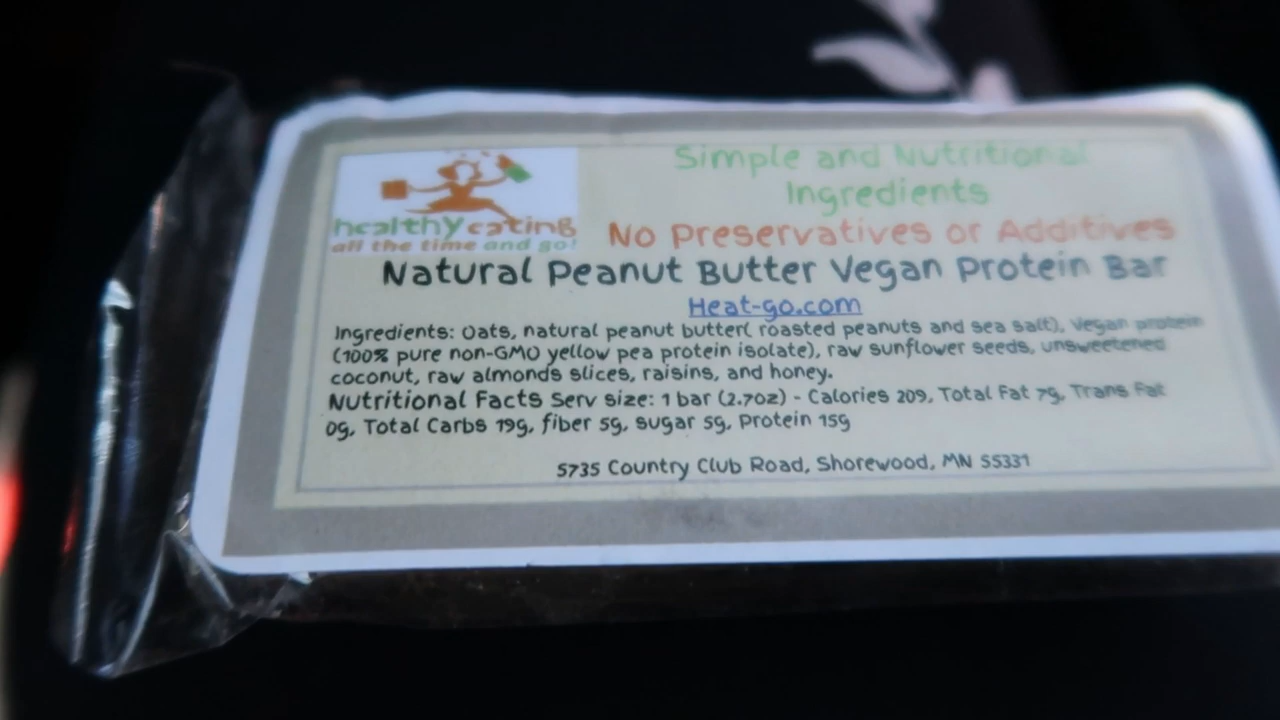 healthy eating
all the time and go!
Simple and Nutritional
Ingredients
No Preservatives or Additives
Natural Peanut Butter Vegan Protein Bar
Heat-go.com
Ingredients: Oats, natural peanut butter( roasted peanuts and sea salt), Vegan protein
(100% pure non-GMO yellow pea protein isolate), raw sunflower seeds, unsweetened
coconut, raw almonds slices, raisins, and honey.
Nutritional Facts Serv size: 1 bar (2.7oz) - Calories 209, Total Fat 7g, Trans Fat
0g, Total Carbs 19g, fiber 5g, sugar 5g, Protein 15g
5735 Country Club Road, Shorewood, MN 55331